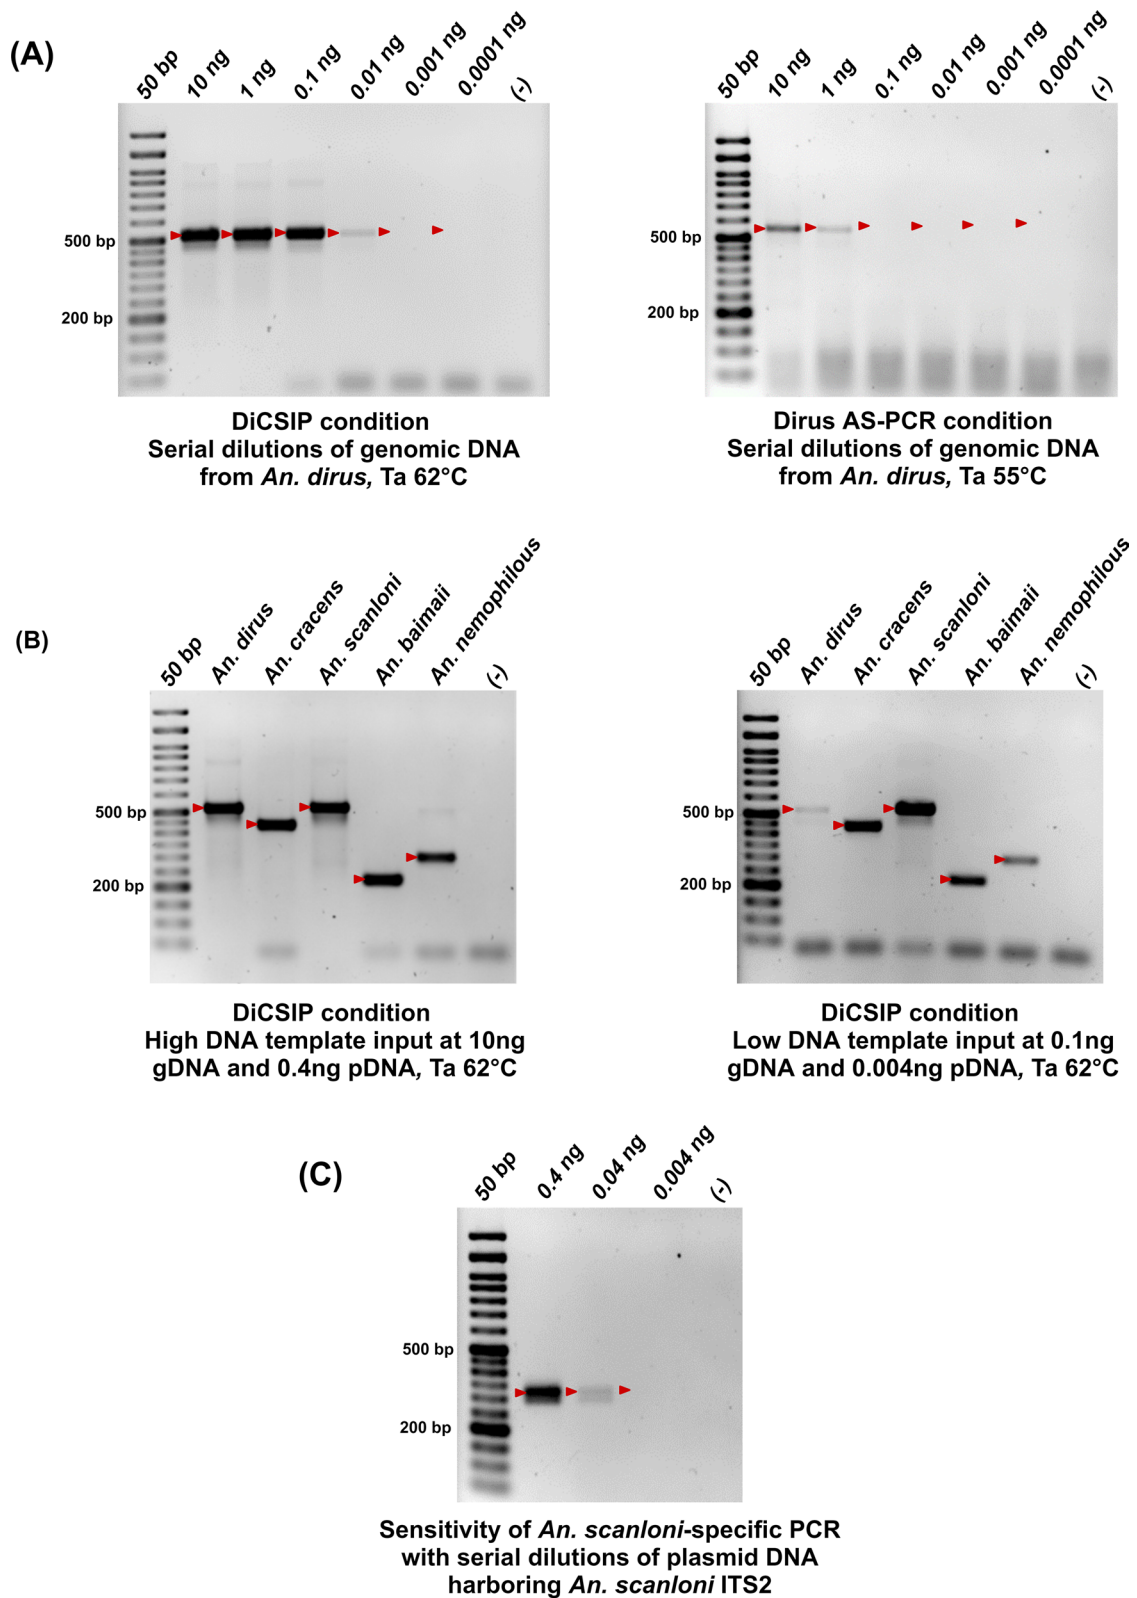 (A)
50 bp
10 ng
1 ng
0.1 ng
0.01 ng
0.001 ng
0.0001 ng
(-)
500 bp
200 bp
DiCSIP condition
Serial dilutions of genomic DNA
from An. dirus, Ta 62°C
50 bp
10 ng
1 ng
0.1 ng
0.01 ng
0.001 ng
0.0001 ng
(-)
500 bp
200 bp
Dirus AS-PCR condition
Serial dilutions of genomic DNA
from An. dirus, Ta 55°C
(B)
50 bp
An. dirus
An. cracens
An. scanloni
An. baimaii
An. nemophilous
(-)
500 bp
200 bp
DiCSIP condition
High DNA template input at 10ng
gDNA and 0.4ng pDNA, Ta 62°C
50 bp
An. dirus
An. cracens
An. scanloni
An. baimaii
An. nemophilous
(-)
500 bp
200 bp
DiCSIP condition
Low DNA template input at 0.1ng
gDNA and 0.004ng pDNA, Ta 62°C
(C)
50 bp
0.4 ng
0.04 ng
0.004 ng
(-)
500 bp
200 bp
Sensitivity of An. scanloni-specific PCR
with serial dilutions of plasmid DNA
harboring An. scanloni ITS2